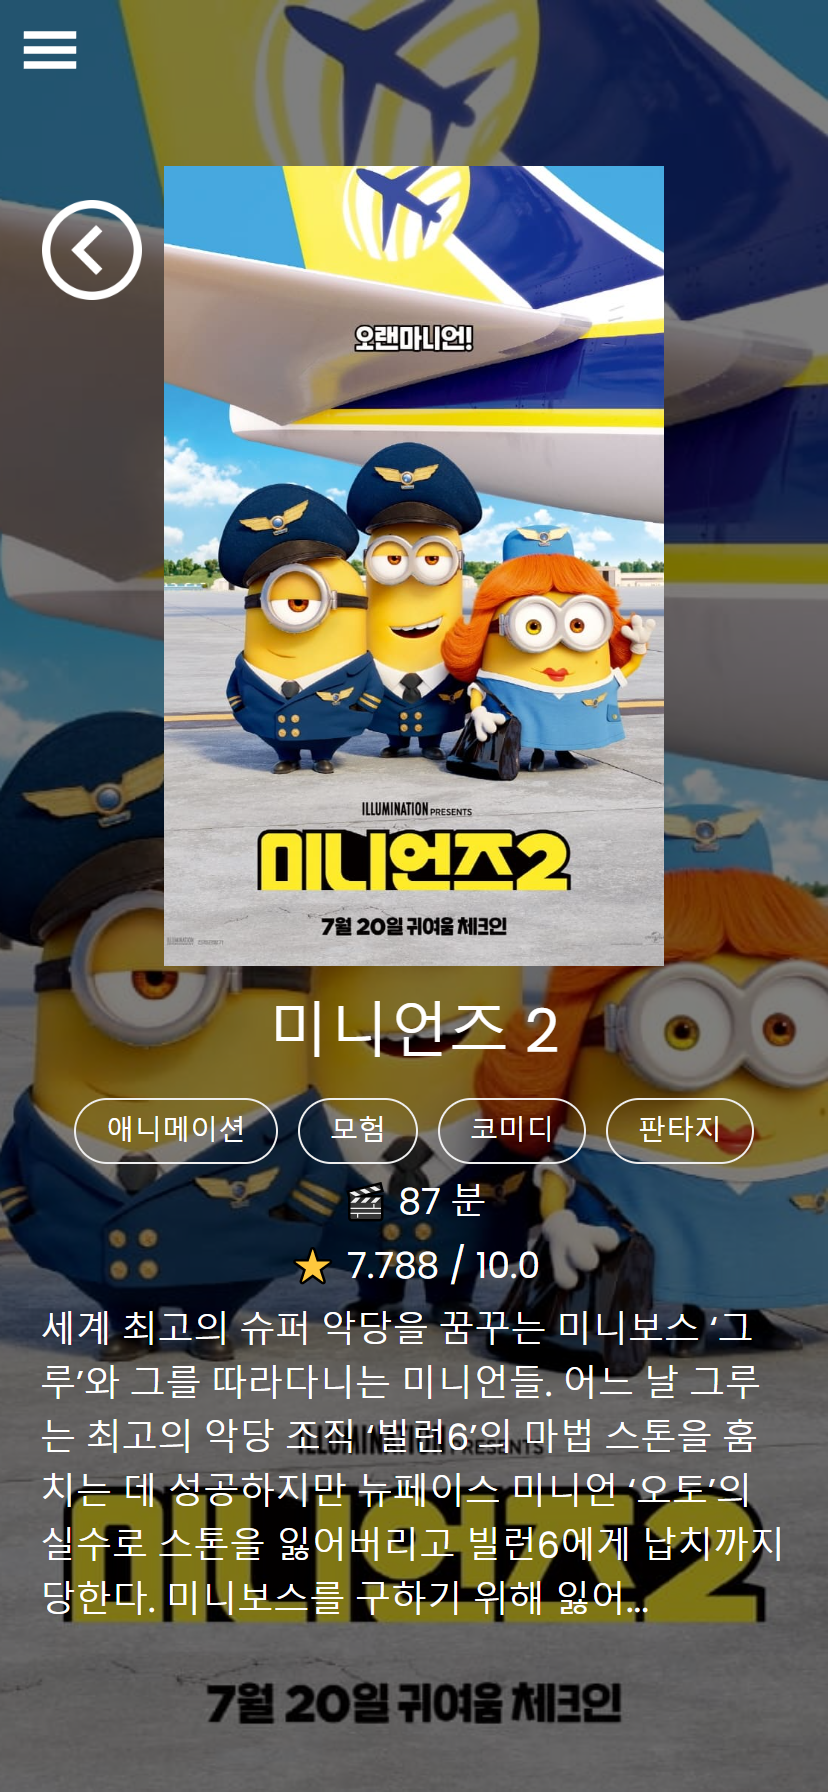 오랜마니언!
ILLUMINATION PRESENTS
미니언즈2
7월 20일 귀여움 체크인
미니언즈 2
애니메이션 모험 코미디 판타지
87 분
7.788 / 10.0
세계 최고의 슈퍼 악당을 꿈꾸는 미니보스 ‘그
루’와 그를 따라다니는 미니언들. 어느 날 그루
는 최고의 악당 조직 ‘빌런6’의 마법 스톤을 훔
치는 데 성공하지만 뉴페이스 미니언 ‘오토’의
실수로 스톤을 잃어버리고 빌런6에게 납치까지
당한다. 미니보스를 구하기 위해 잃어...
ILLUMINATION PRESENTS
미니언즈2
7월 20일 귀여움 체크인